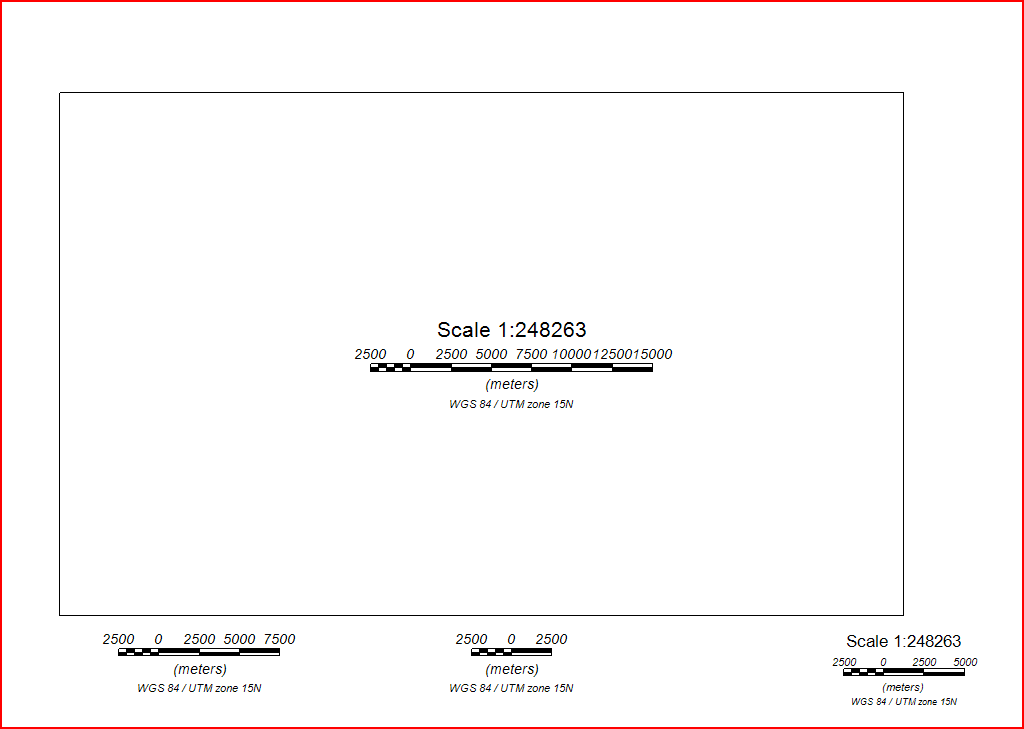 Scale 1:248263
2500 0 2500 5000 7500 10000 12500 15000
(meters)
WGS 84 / UTM zone 15N
2500 0 2500 5000 7500
(meters)
WGS 84 / UTM zone 15N
2500 0 2500
(meters)
WGS 84 / UTM zone 15N
Scale 1:248263
2500 0 2500 5000
(meters)
WGS 84 / UTM zone 15N